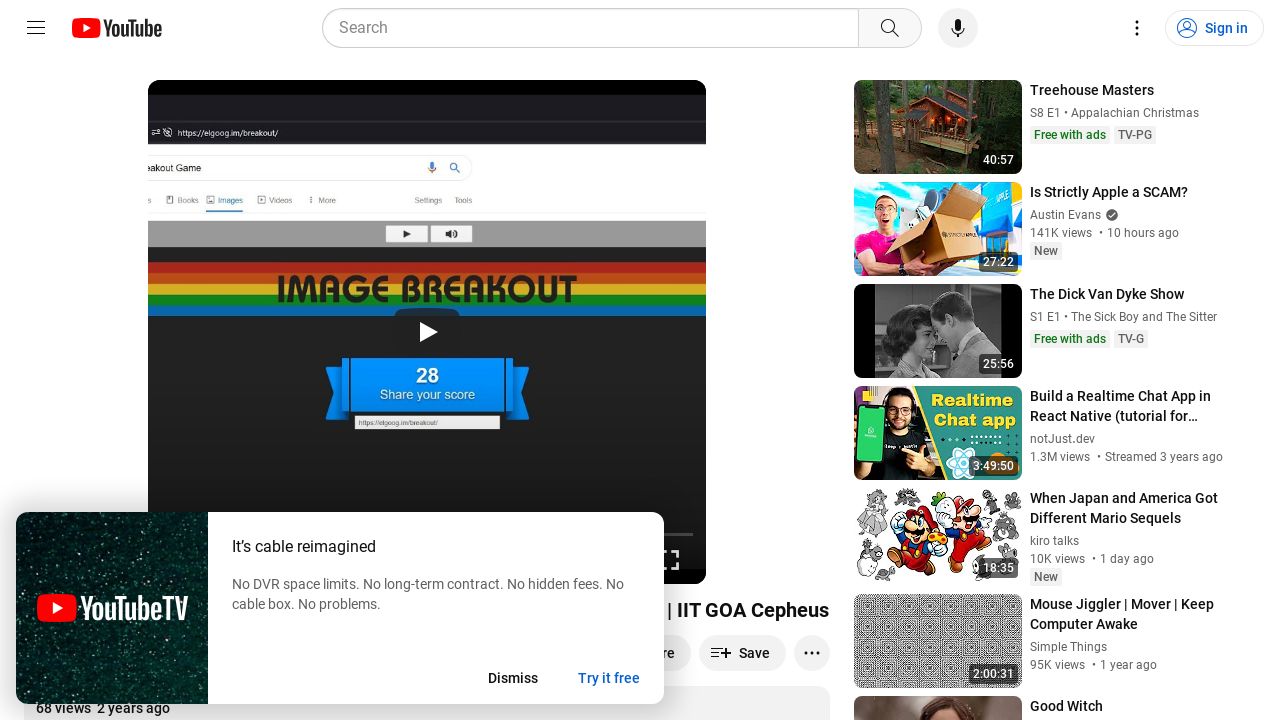 YouTube
Search
Sign in
https://elgoog.im/breakout/
eakout Game
s Books Images Videos More Settings Tools
IMAGE BREAKOUT
28
Share your score
https://elgoog.im/breakout/
YouTubeTV
It's cable reimagined
No DVR space limits. No long-term contract. No hidden fees. No
cable box. No problems.
Dismiss
Try it free
| IIT GOA Cepheus
re
Save
68 views 2 years ago
40:57
Treehouse Masters
S8 E1 • Appalachian Christmas
Free with ads
TV-PG
STRICTLY APPLE
27:22
Is Strictly Apple a SCAM?
Austin Evans
141K views • 10 hours ago
New
25:56
The Dick Van Dyke Show
S1 E1 • The Sick Boy and The Sitter
Free with ads
TV-G
Realtime
Chat app
3:49:50
Build a Realtime Chat App in
React Native (tutorial for…
notJust.dev
1.3M views • Streamed 3 years ago
18:35
When Japan and America Got
Different Mario Sequels
kiro talks
10K views • 1 day ago
New
2:00:31
Mouse Jiggler | Mover | Keep
Computer Awake
Simple Things
95K views • 1 year ago
Good Witch